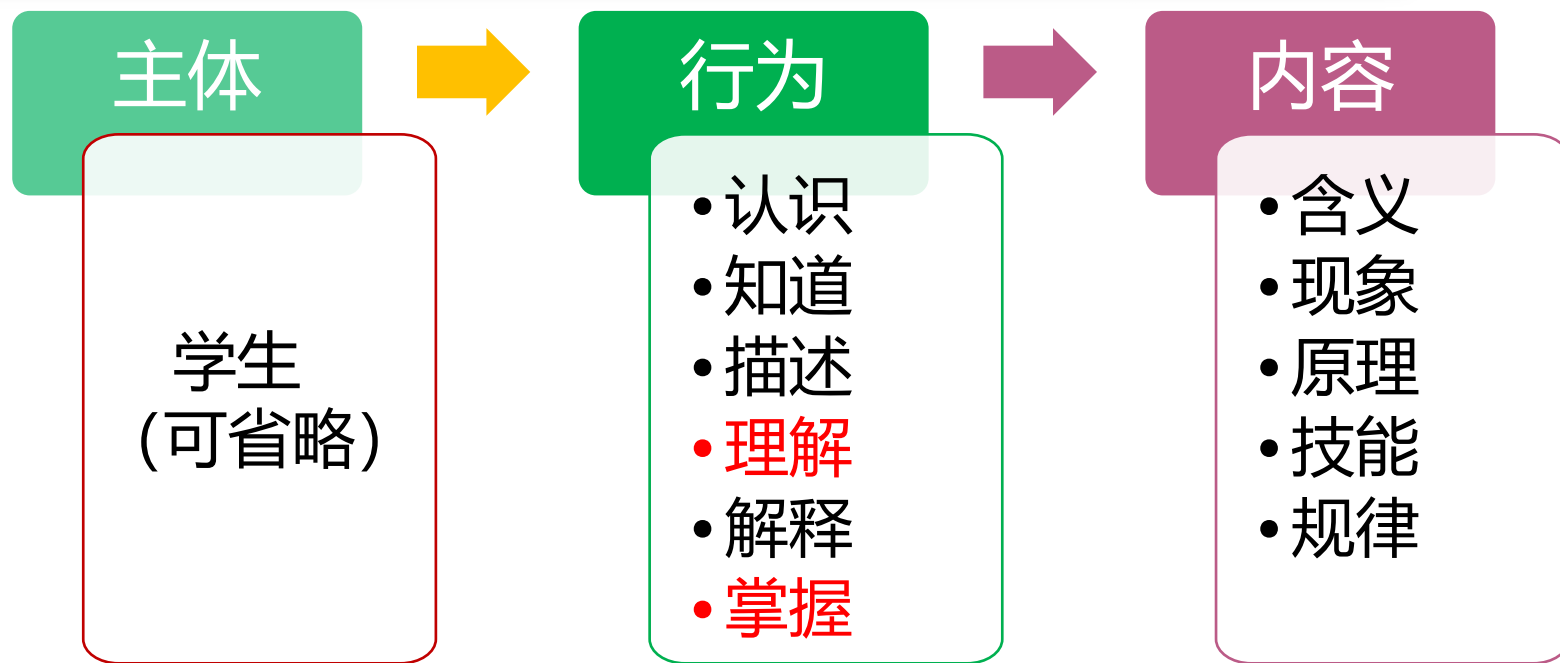 主体
学生
（可省略）
行为
•认识
•知道
•描述
•理解
•解释
•掌握
内容
•含义
•现象
•原理
•技能
•规律